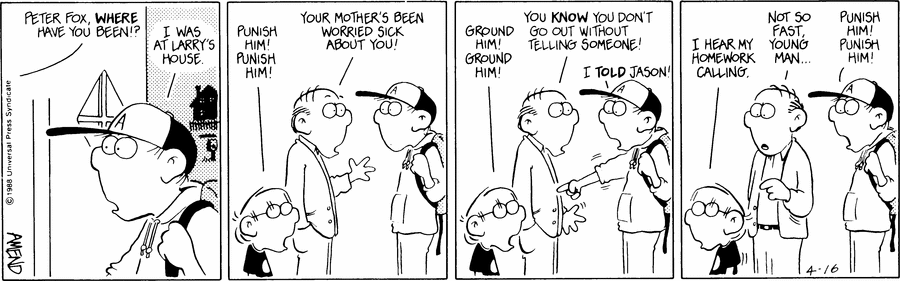 PETER FOX, WHERE
HAVE YOU BEEN!?
I WAS
AT LARRY'S
HOUSE.
A
© 1988 Universal Press Syndicate
AMEND
PUNISH
HIM!
PUNISH
HIM!
YOUR MOTHER'S BEEN
WORRIED SICK
ABOUT YOU!
A
GROUND
HIM!
GROUND
HIM!
YOU KNOW YOU DON'T
GO OUT WITHOUT
TELLING SOMEONE!
I TOLD JASON!
A
I HEAR MY
HOMEWORK
CALLING.
NOT SO
FAST,
YOUNG
MAN...
PUNISH
HIM!
PUNISH
HIM!
A
4-16